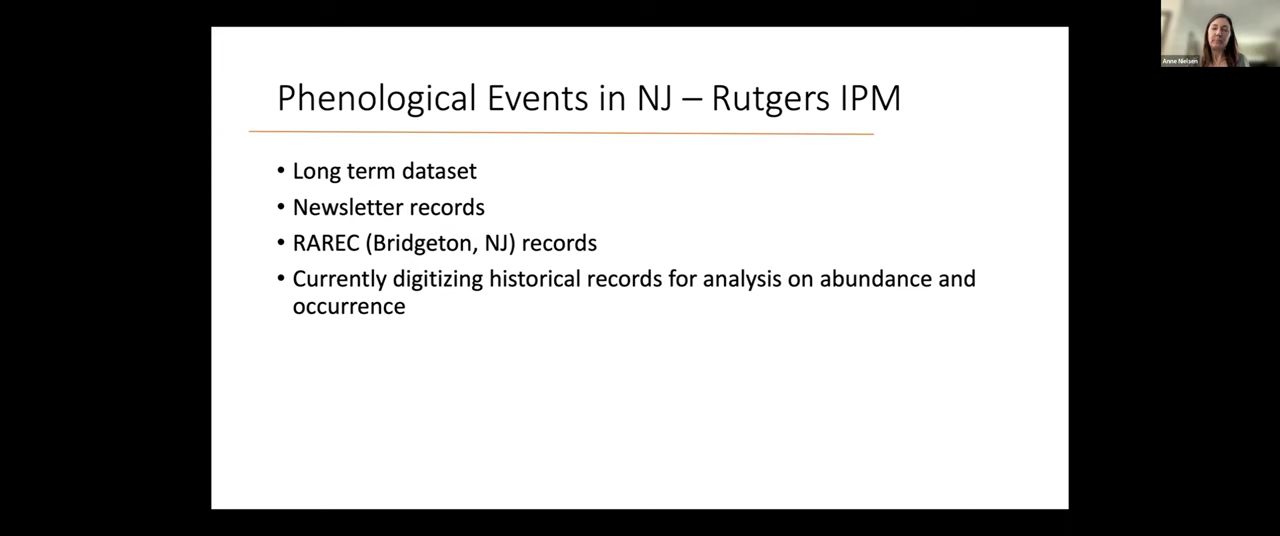 Phenological Events in NJ – Rutgers IPM
• Long term dataset
• Newsletter records
• RAREC (Bridgeton, NJ) records
• Currently digitizing historical records for analysis on abundance and
occurrence
Anne Nielsen